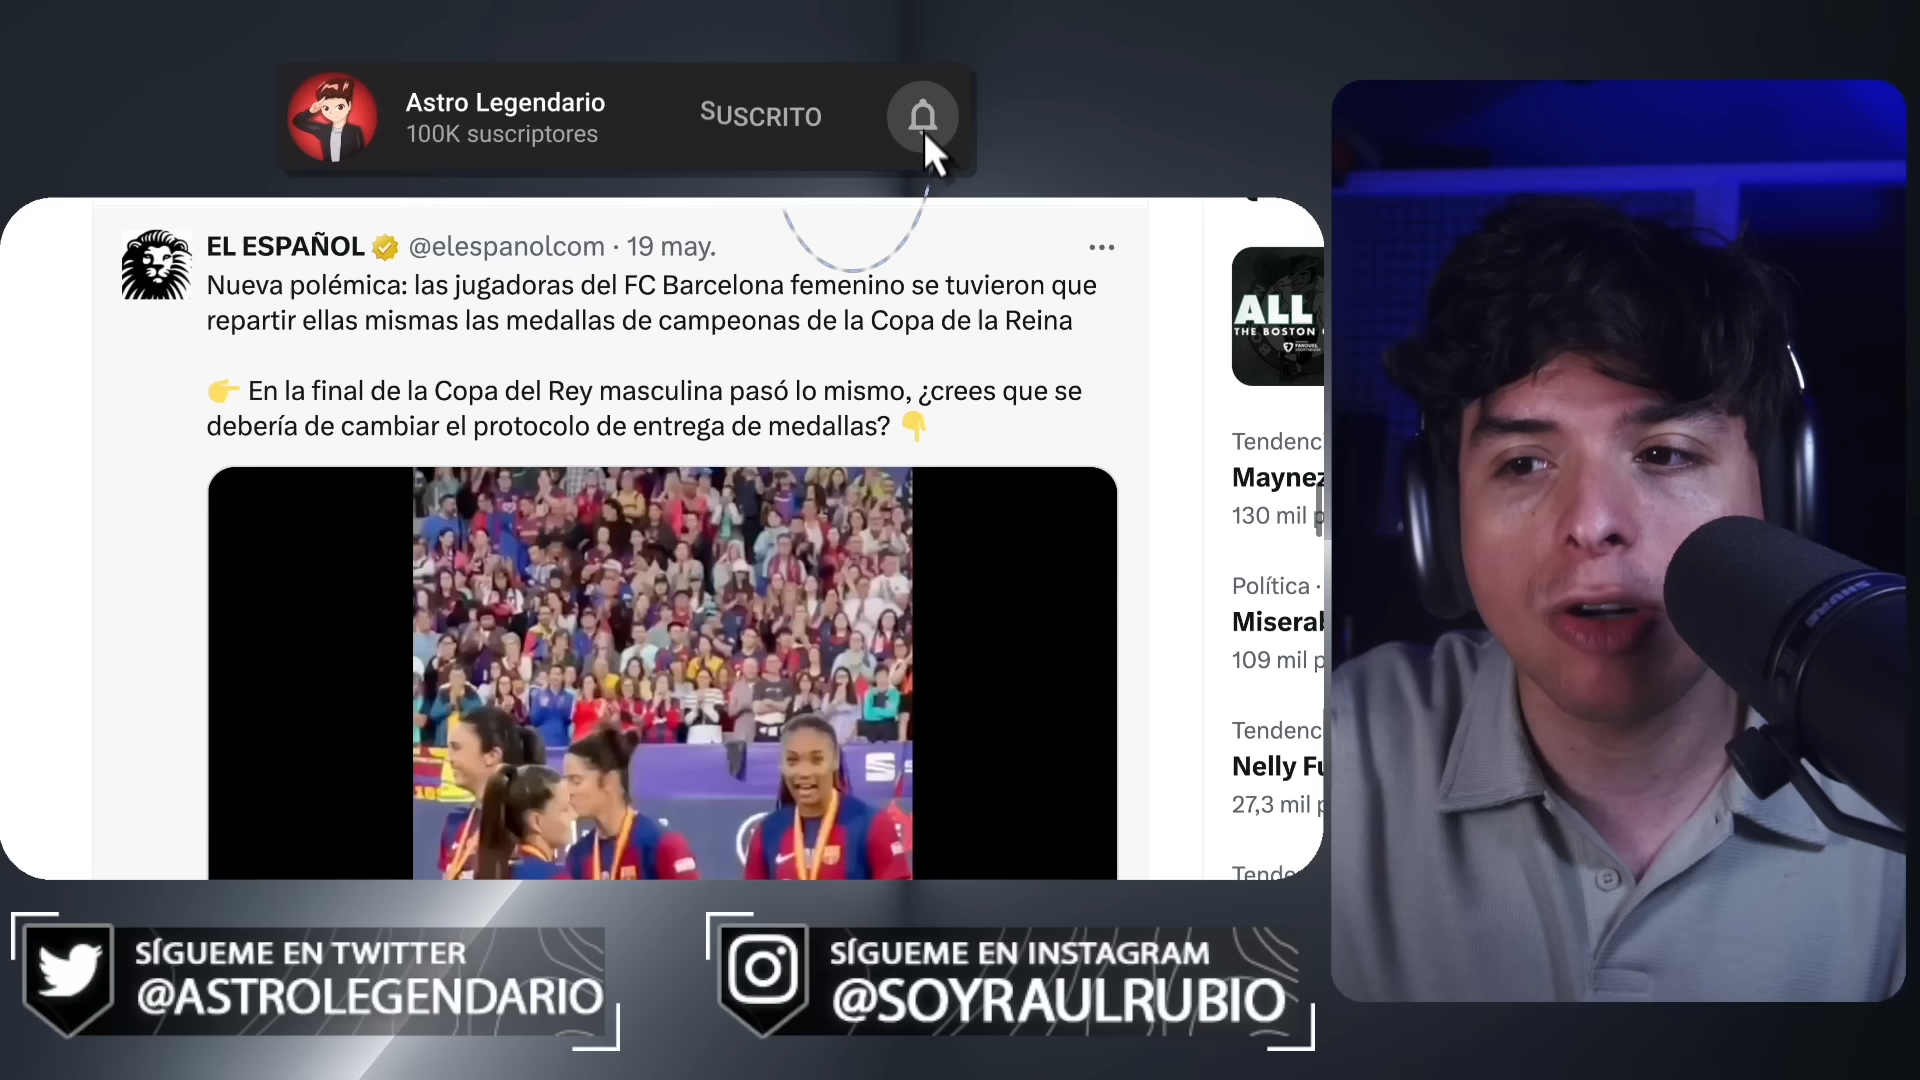 Astro Legendario
100K suscriptores
SUSCRITO
EL ESPAÑOL @elespanolcom · 19 may.
Nueva polémica: las jugadoras del FC Barcelona femenino se tuvieron que
repartir ellas mismas las medallas de campeonas de la Copa de la Reina
👉 En la final de la Copa del Rey masculina pasó lo mismo, ¿crees que se
debería de cambiar el protocolo de entrega de medallas? 👇
ALL
THE BOSTON
Tendenc
Maynez
130 mil p
Política ·
Miserab
109 mil p
Tendenc
Nelly Fu
27,3 mil p
Tende
SHURE
SÍGUEME EN TWITTER
@ASTROLEGENDARIO
SÍGUEME EN INSTAGRAM
@SOYRAULRUBIO